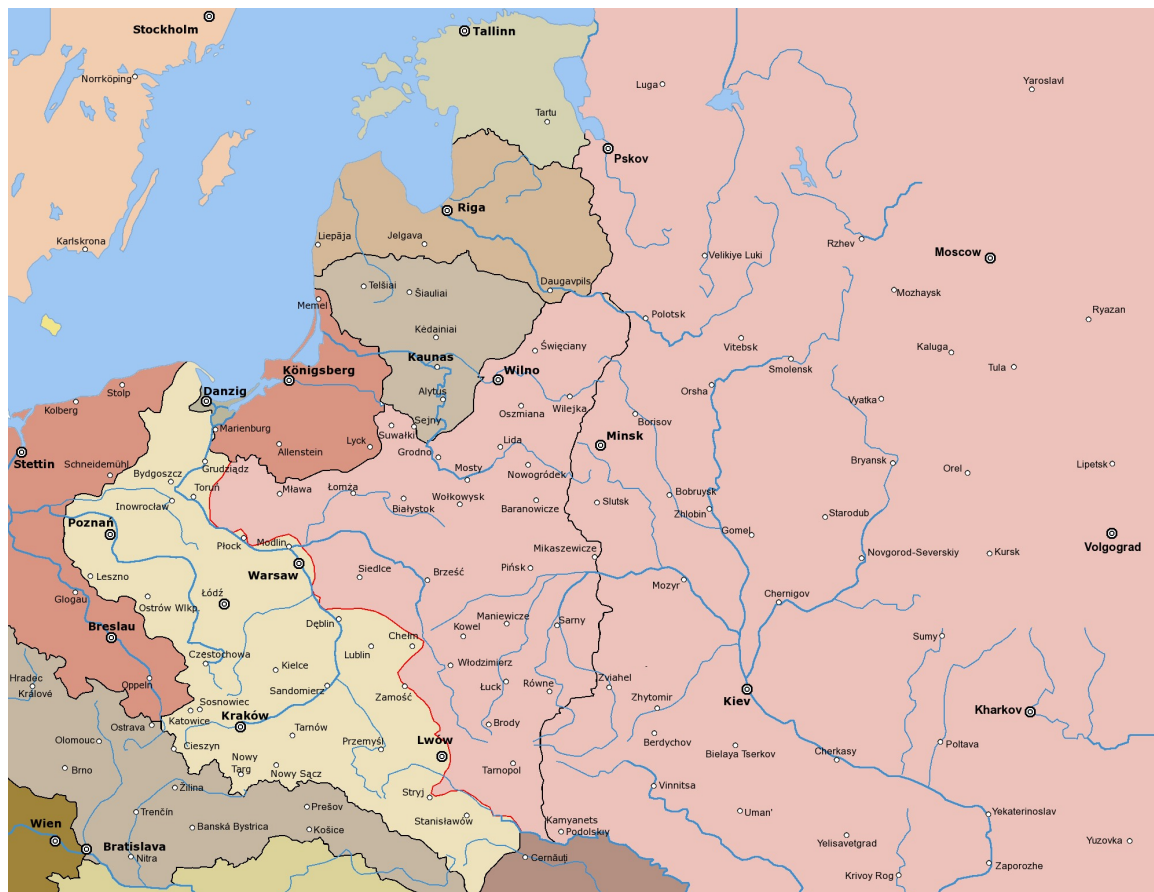 Stockholm
Tallinn
Norrköping
Luga
Yaroslavl
Tartu
Pskov
Riga
Karlskrona
Liepāja
Jelgava
Rzhev
Moscow
Velikiye Luki
Telšiai
Šiauliai
Daugavpils
Mozhaysk
Memel
Polotsk
Ryazan
Kėdainiai
Vitebsk
Kaluga
Święciany
Kaunas
Smolensk
Tula
Königsberg
Wilno
Stolp
Danzig
Alytus
Orsha
Vyatka
Kolberg
Oszmiana
Wilejka
Marienburg
Sejny
Borisov
Suwałki
Minsk
Allenstein
Lyck
Lida
Stettin
Schneidemühl
Grudziądz
Grodno
Bryansk
Orel
Lipetsk
Bydgoszcz
Mosty
Nowogródek
Toruń
Mława
Łomża
Wołkowysk
Bobruysk
Inowrocław
Białystok
Baranowicze
Slutsk
Zhlobin
Starodub
Poznań
Gomel
Płock
Modlin
Mikaszewicze
Novgorod-Severskiy
Kursk
Volgograd
Warsaw
Siedlce
Brześć
Pińsk
Leszno
Mozyr
Glogau
Łódź
Ostrów Wlkp.
Chernigov
Breslau
Dęblin
Maniewicze
Sarny
Kowel
Chełm
Sumy
Częstochowa
Lublin
Kielce
Włodzimierz
Hradec
Králové
Oppeln
Sandomierz
Zamość
Łuck
Równe
Zviahel
Sosnowiec
Zhytomir
Kiev
Katowice
Kraków
Kharkov
Ostrava
Tarnów
Brody
Olomouc
Cieszyn
Przemyśl
Lwów
Berdychov
Bielaya Tserkov
Cherkasy
Poltava
Nowy
Targ
Brno
Nowy Sącz
Tarnopol
Žilina
Stryj
Vinnitsa
Trenčín
Prešov
Stanisławów
Kamyanets
Podolskiy
Uman'
Yekaterinoslav
Wien
Banská Bystrica
Košice
Bratislava
Yelisavetgrad
Yuzovka
Nitra
Cernăuți
Zaporozhe
Krivoy Rog